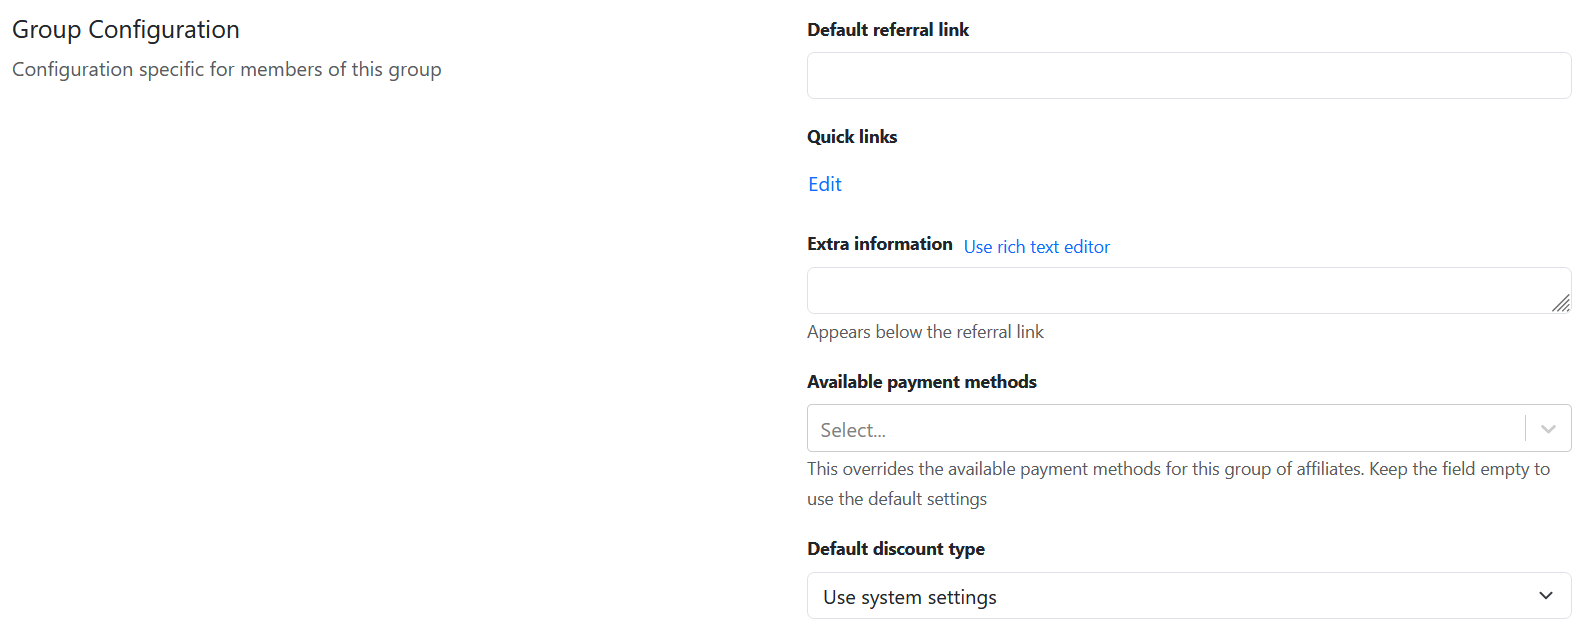 Group Configuration
Configuration specific for members of this group
Default referral link
Quick links
Edit
Extra information Use rich text editor
Appears below the referral link
Available payment methods
Select...
This overrides the available payment methods for this group of affiliates. Keep the field empty to
use the default settings
Default discount type
Use system settings